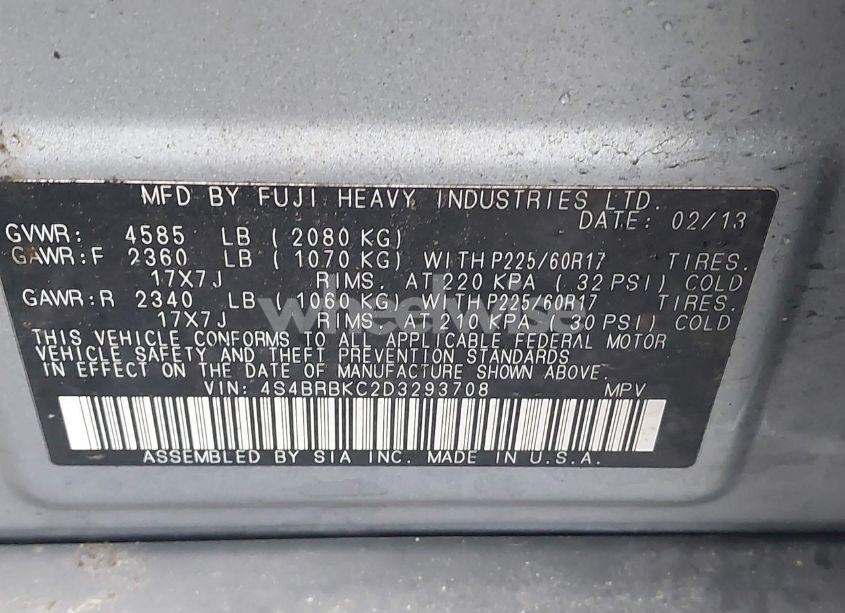 MFD BY FUJI HEAVY INDUSTRIES LTD.
DATE: 02/13
GVWR: 4585 LB ( 2080 KG)
GAWR:F 2360 LB ( 1070 KG) WITH P225/60R17 TIRES.
17X7J RIMS. AT 220 KPA ( 32 PSI) COLD
GAWR:R 2340 LB ( 1060 KG) WITH P225/60R17 TIRES.
17X7J RIMS. AT 210 KPA ( 30 PSI) COLD
THIS VEHICLE CONFORMS TO ALL APPLICABLE FEDERAL MOTOR
VEHICLE SAFETY AND THEFT PREVENTION STANDARDS
IN EFFECT ON THE DATE OF MANUFACTURE SHOWN ABOVE.
VIN: 4S4BRBKC2D3293708 MPV
ASSEMBLED BY SIA INC. MADE IN U.S.A.
wheelwise